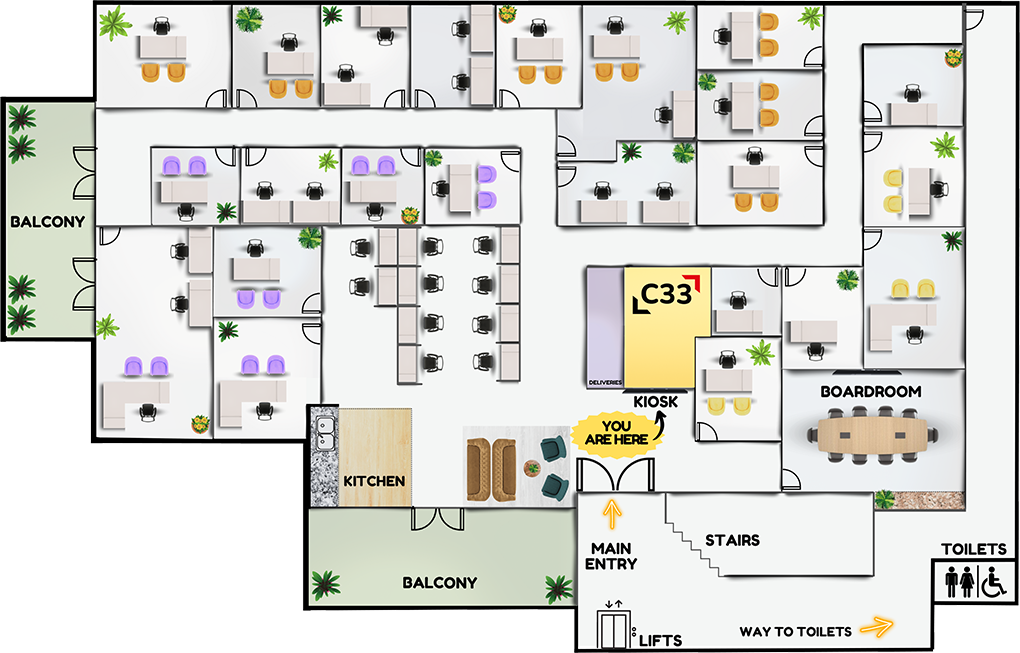 BALCONY
C33
DELIVERIES
KIOSK
YOU
ARE HERE
BOARDROOM
KITCHEN
MAIN
ENTRY
STAIRS
TOILETS
BALCONY
LIFTS
WAY TO TOILETS